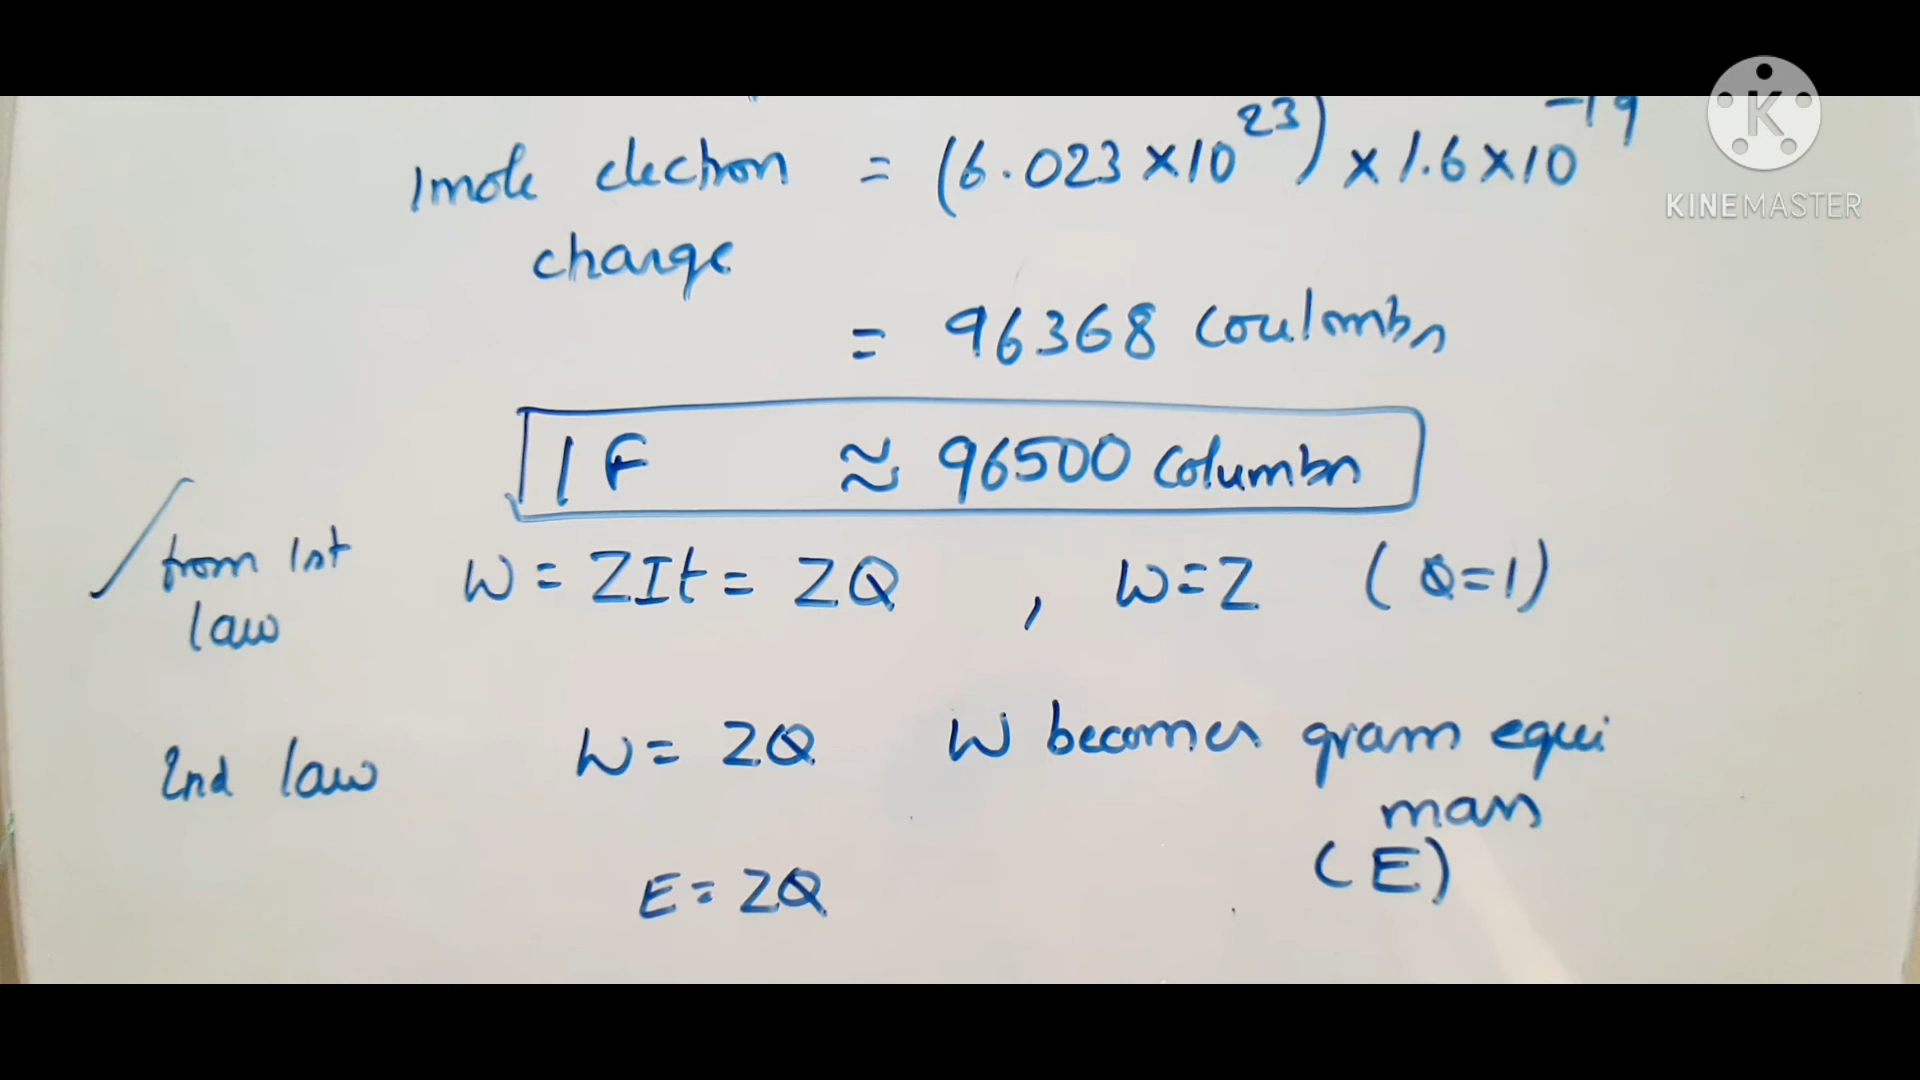 1mole electron = (6.023 × 10^23) × 1.6 × 10^-19
charge
= 96368 Coulombs
1 F ≈ 96500 Columbs
from 1st law W = ZIt = ZQ , W = Z (Q=1)
2nd law W = ZQ W becomes gram equi mass (E)
E = ZQ
K
KINEMASTER